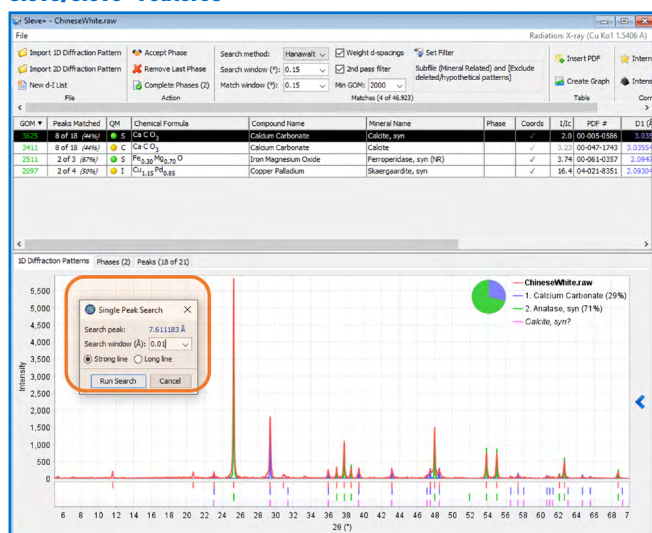 Sleve+ - ChineseWhite.raw
File
Radiation: X-ray (Cu Kα1 1.5406 Å)
Import 1D Diffraction Pattern
Import 2D Diffraction Pattern
New d-I List
File
Accept Phase
Remove Last Phase
Complete Phases (2)
Action
Search method: Hanawalt
Search window (°): 0.15
Match window (°): 0.15
Weight d-spacings
2nd pass filter
Min GOM: 2000
Set Filter
Subfile (Mineral Related) and [Exclude
deleted/hypothetical patterns]
Matches (4 of 46,923)
Insert PDF
Create Graph
Table
Intern
Intens
GOM ▼ Peaks Matched QM Chemical Formula Compound Name Mineral Name Phase Coords I/Ic PDF # D1 (Å
3625 8 of 18 (44%) S Ca C O3 Calcium Carbonate Calcite, syn ✓ 2.0 00-005-0586 3.035
3411 8 of 18 (44%) C Ca C O3 Calcium Carbonate Calcite ✓ 3.23 00-047-1743 3.03554
2511 2 of 3 (67%) S Fe0.30 Mg0.70 O Iron Magnesium Oxide Ferropericlase, syn (NR) ✓ 3.74 00-061-0357 2.0947
2097 2 of 4 (50%) I Cu1.15 Pd0.85 Copper Palladium Skaergaardite, syn ✓ 16.4 04-021-8351 2.09304
1D Diffraction Patterns Phases (2) Peaks (18 of 21)
Single Peak Search
Search peak: 7.611183 Å
Search window (Å): 0.01
Strong line Long line
Run Search Cancel
ChineseWhite.raw
1. Calcium Carbonate (29%)
2. Anatase, syn (71%)
Calcite, syn?
Intensity
5,500
5,000
4,500
4,000
3,500
3,000
2,500
2,000
1,500
1,000
500
0
6 8 10 12 14 16 18 20 22 24 26 28 30 32 34 36 38 40 42 44 46 48 50 52 54 56 58 60 62 64 66 68 7
2θ (°)